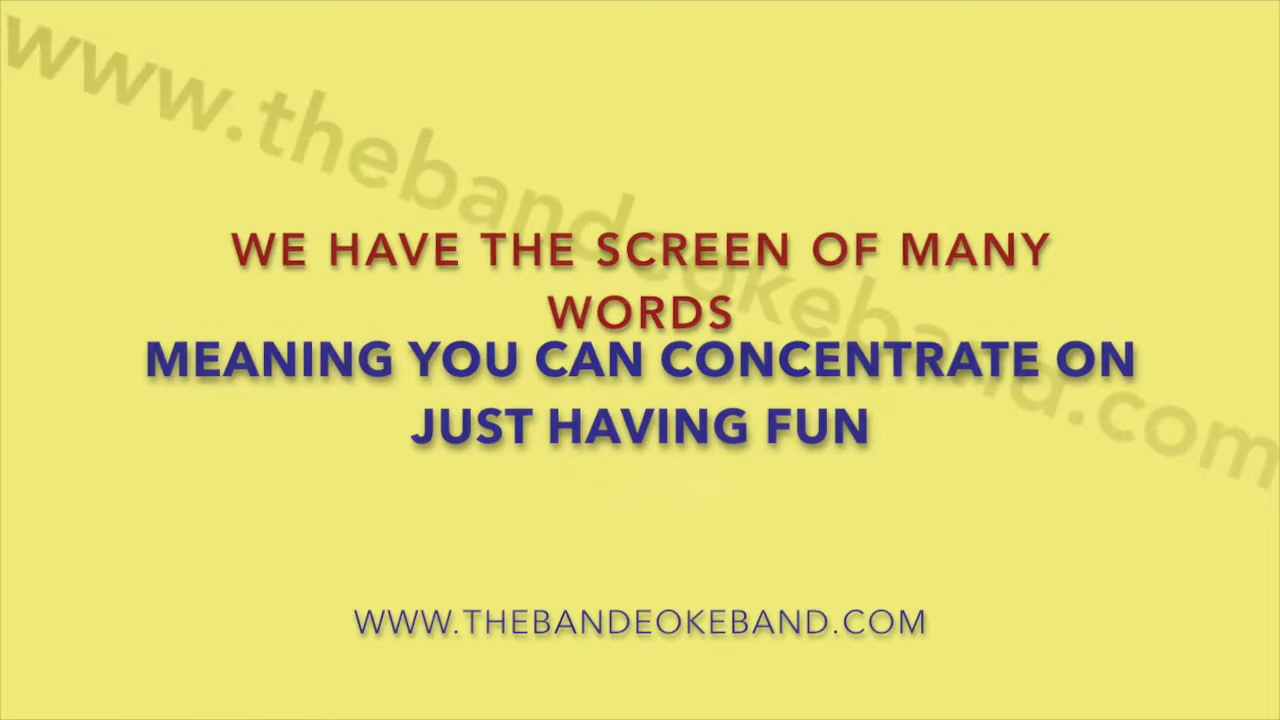 www.thebandeokeband.com
WE HAVE THE SCREEN OF MANY
WORDS
MEANING YOU CAN CONCENTRATE ON
JUST HAVING FUN
WWW.THEBANDEOKEBAND.COM